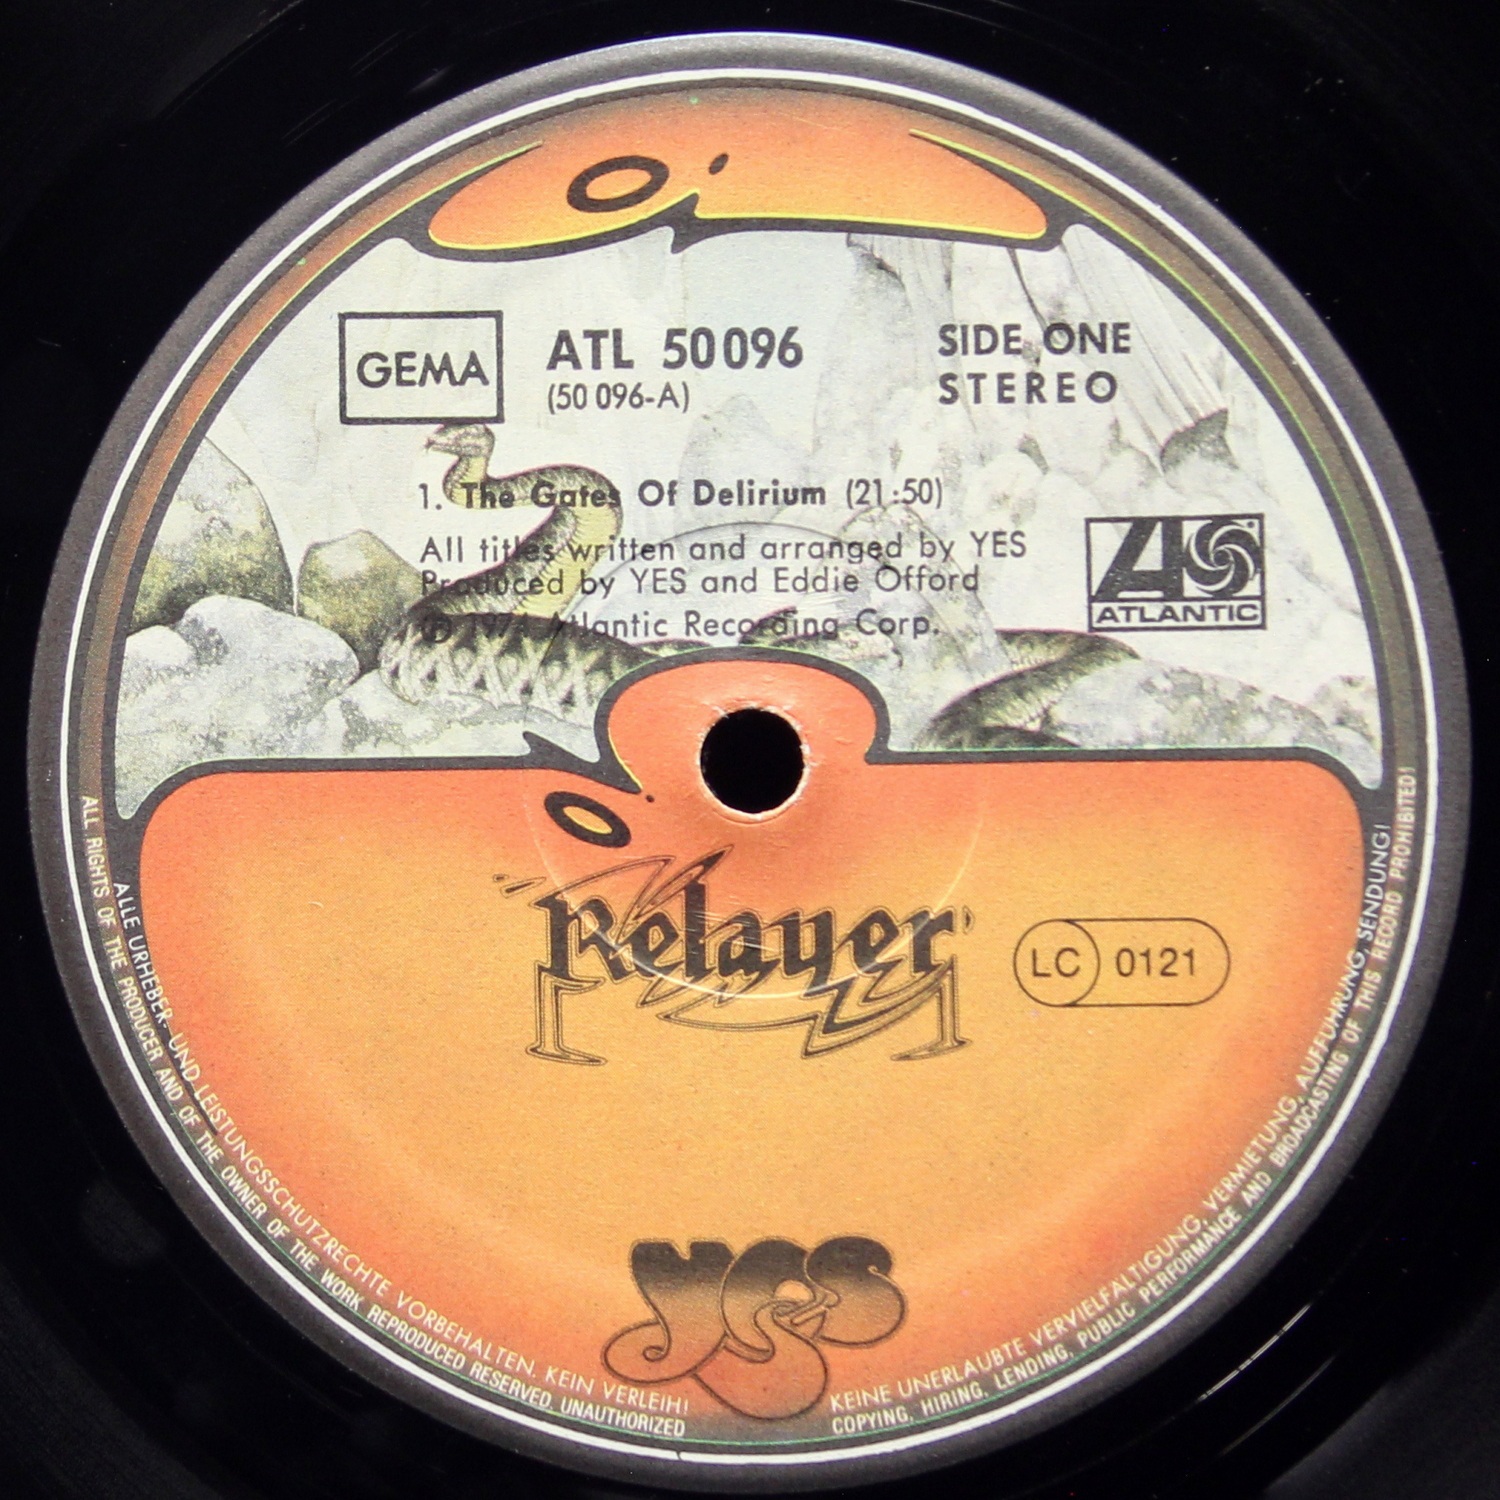 GEMA
ATL 50096
(50 096-A)
SIDE ONE
STEREO
1. The Gates Of Delirium (21:50)
All titles written and arranged by YES
Produced by YES and Eddie Offord
℗ 1974 Atlantic Recording Corp.
ATLANTIC
Relayer
LC 0121
YES
ALLE URHEBER- UND LEISTUNGSSCHUTZRECHTE VORBEHALTEN. KEIN VERLEIH! KEINE UNERLAUBTE VERVIELFÄLTIGUNG, VERMIETUNG, AUFFÜHRUNG, SENDUNG!
ALL RIGHTS OF THE PRODUCER AND OF THE OWNER OF THE WORK REPRODUCED RESERVED. UNAUTHORIZED COPYING, HIRING, LENDING, PUBLIC PERFORMANCE AND BROADCASTING OF THIS RECORD PROHIBITED!